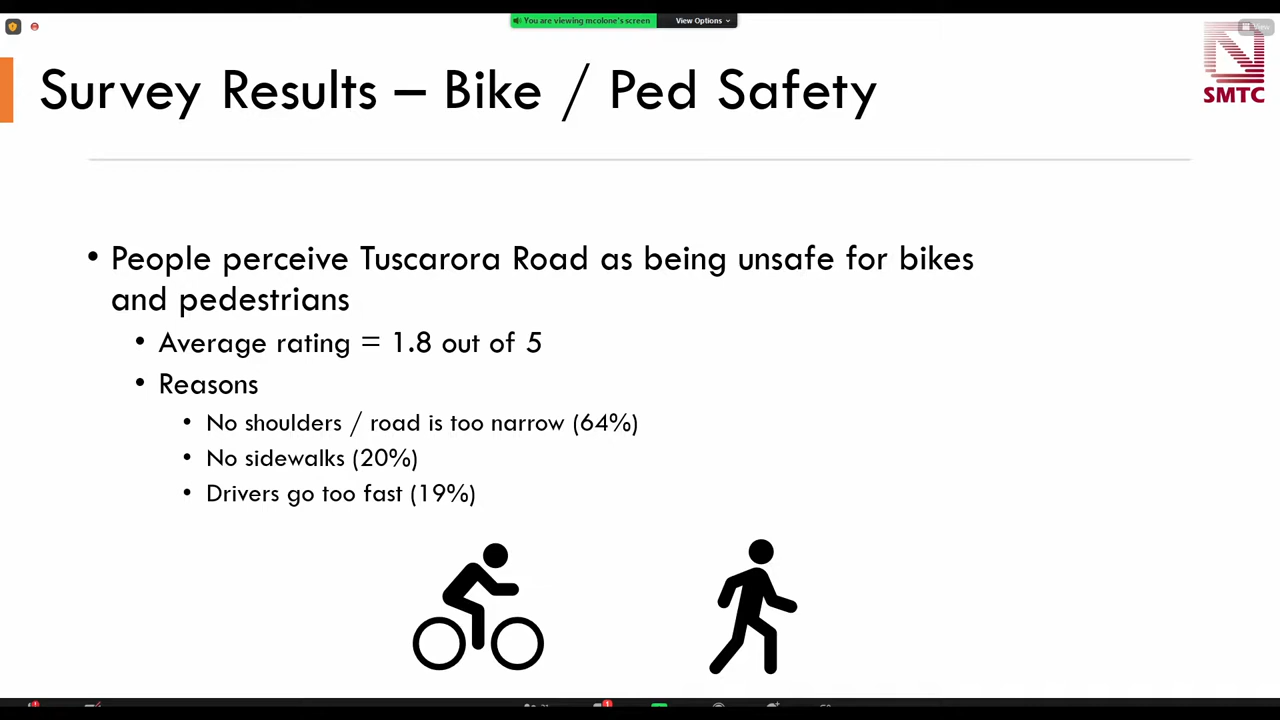 You are viewing mcolone's screen
View Options
View
Survey Results – Bike / Ped Safety
SMTC
• People perceive Tuscarora Road as being unsafe for bikes
and pedestrians
• Average rating = 1.8 out of 5
• Reasons
• No shoulders / road is too narrow (64%)
• No sidewalks (20%)
• Drivers go too fast (19%)